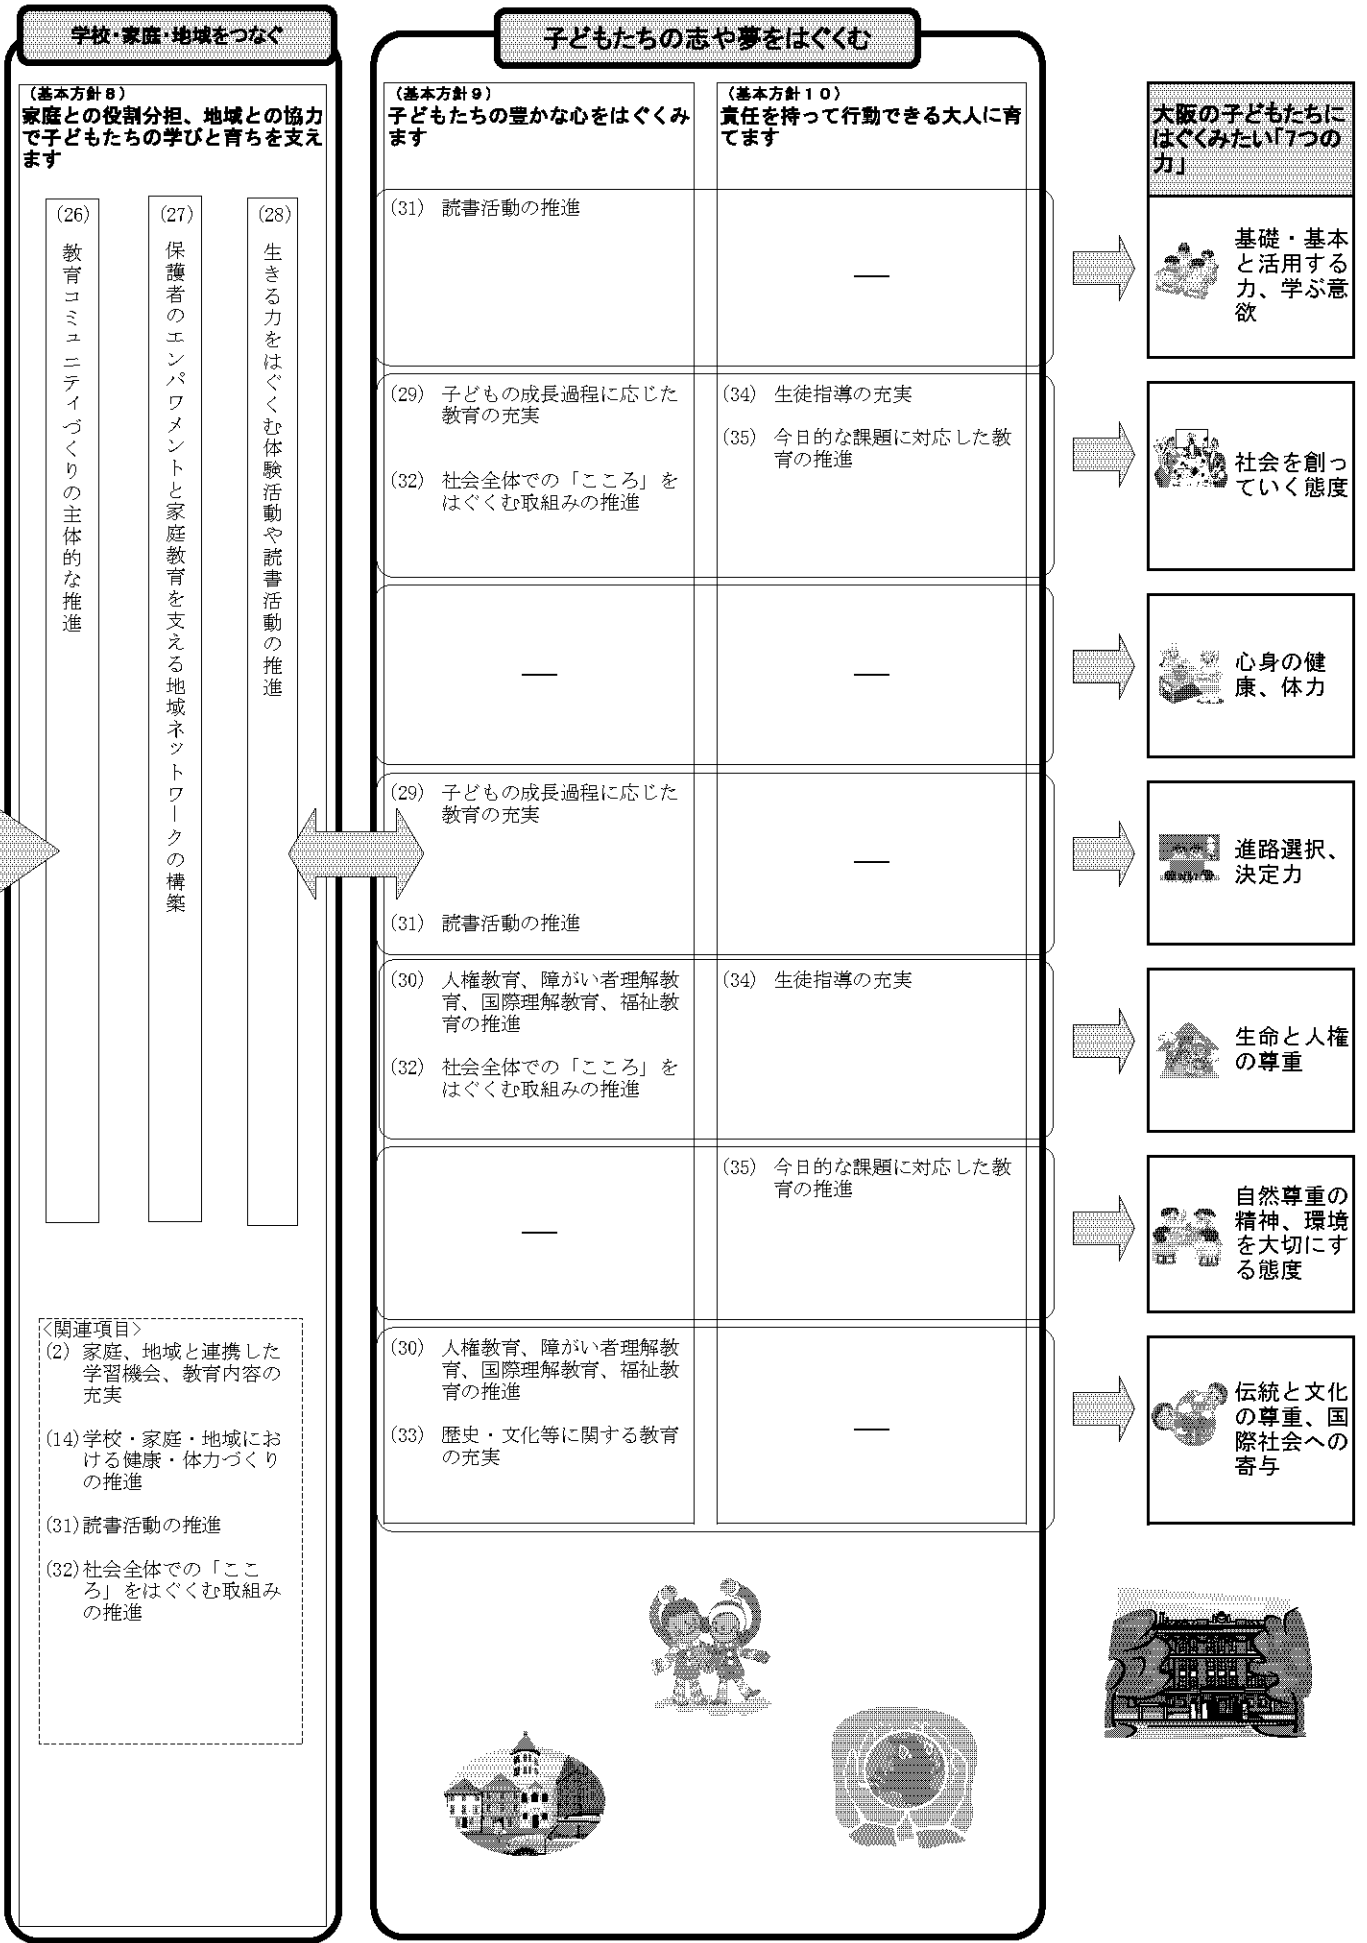 学校・家庭・地域をつなぐ
（基本方針８）
家庭との役割分担、地域との協力
で子どもたちの学びと育ちを支え
ます
(26) 教育コミュニティづくりの主体的な推進
(27) 保護者のエンパワメントと家庭教育を支える地域ネットワークの構築
(28) 生きる力をはぐくむ体験活動や読書活動の推進
<関連項目>
(2) 家庭、地域と連携した
学習機会、教育内容の
充実
(14)学校・家庭・地域にお
ける健康・体力づくり
の推進
(31)読書活動の推進
(32)社会全体での「ここ
ろ」をはぐくむ取組み
の推進
子どもたちの志や夢をはぐくむ
（基本方針９）
子どもたちの豊かな心をはぐくみ
ます
（基本方針１０）
責任を持って行動できる大人に育
てます
(31) 読書活動の推進
―
(29) 子どもの成長過程に応じた
教育の充実
(32) 社会全体での「こころ」を
はぐくむ取組みの推進
(34) 生徒指導の充実
(35) 今日的な課題に対応した教
育の推進
―
―
(29) 子どもの成長過程に応じた
教育の充実
(31) 読書活動の推進
―
(30) 人権教育、障がい者理解教
育、国際理解教育、福祉教
育の推進
(32) 社会全体での「こころ」を
はぐくむ取組みの推進
(34) 生徒指導の充実
―
(35) 今日的な課題に対応した教
育の推進
(30) 人権教育、障がい者理解教
育、国際理解教育、福祉教
育の推進
(33) 歴史・文化等に関する教育
の充実
―
大阪の子どもたちに
はぐくみたい「7つの
力」
基礎・基本
と活用する
力、学ぶ意
欲
社会を創っ
ていく態度
心身の健
康、体力
進路選択、
決定力
生命と人権
の尊重
自然尊重の
精神、環境
を大切にす
る態度
伝統と文化
の尊重、国
際社会への
寄与